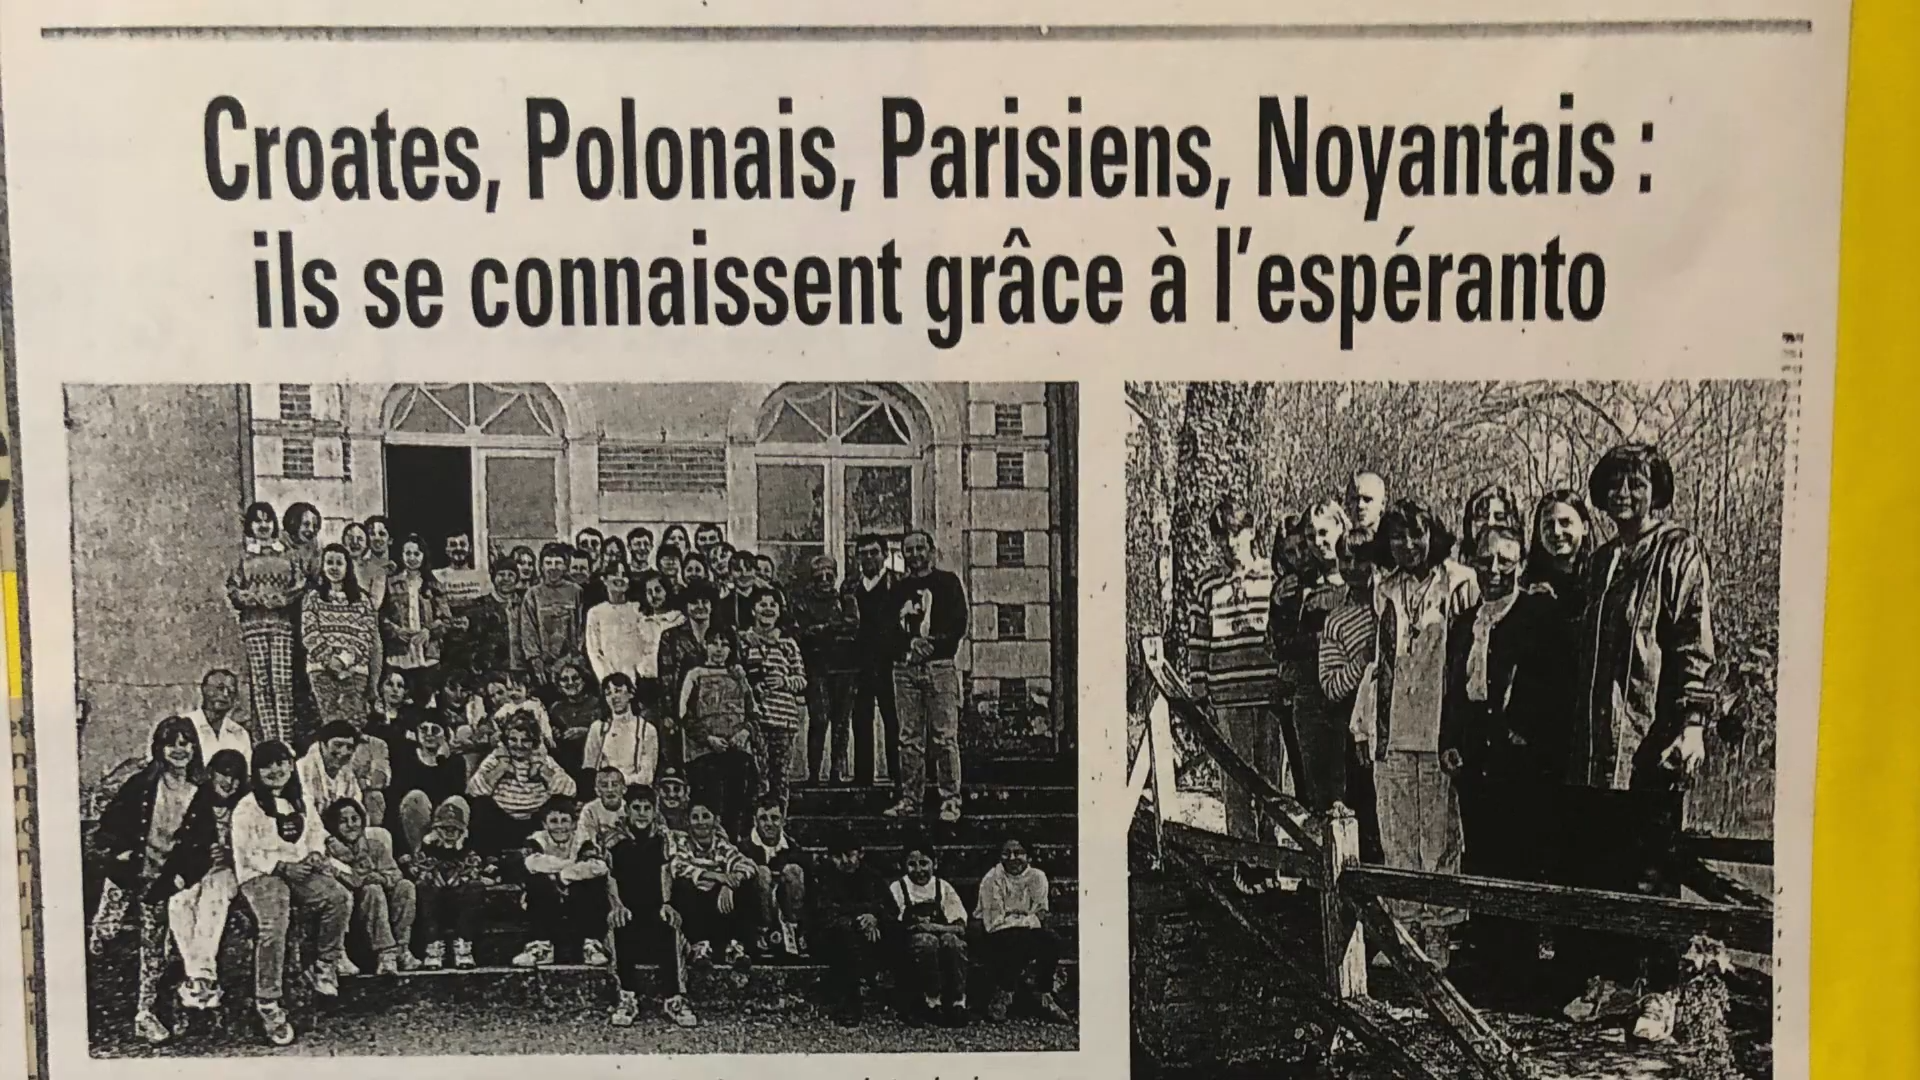 Croates, Polonais, Parisiens, Noyantais :
ils se connaissent grâce à l'espéranto